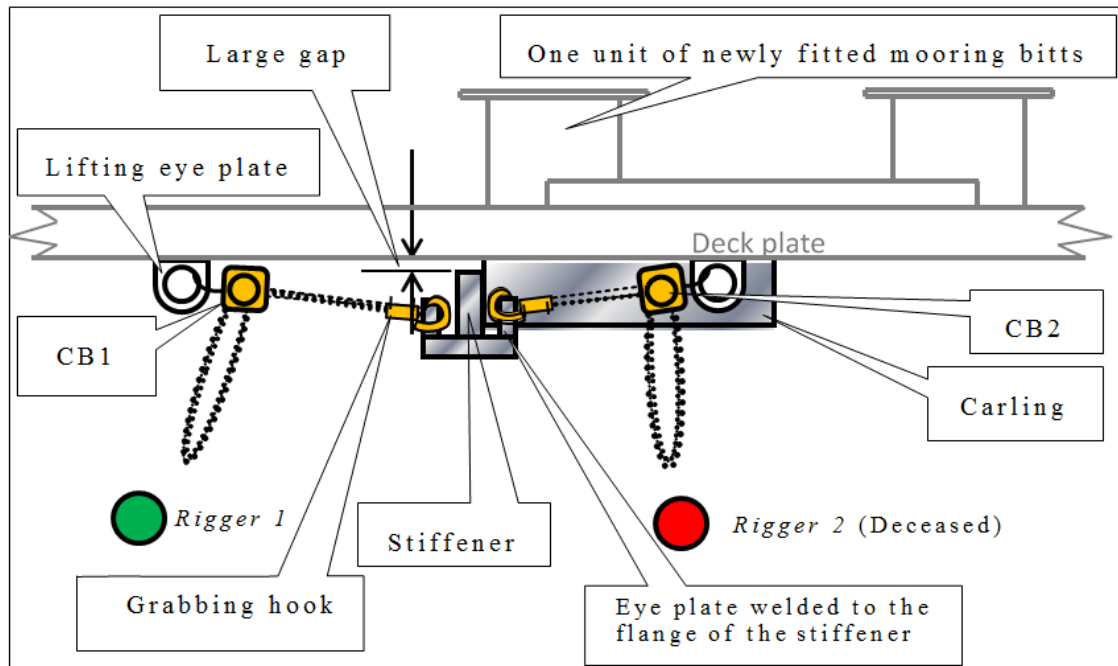 Large
gap
One unit of newly fitted mooring bitts
Lifting eye
plate
Deck plate
CB1
CB2
Carling
Rigger 1
Stiffener
Rigger 2 (Deceased)
Grabbing hook
Eye plate welded to the
flange of the stiffener